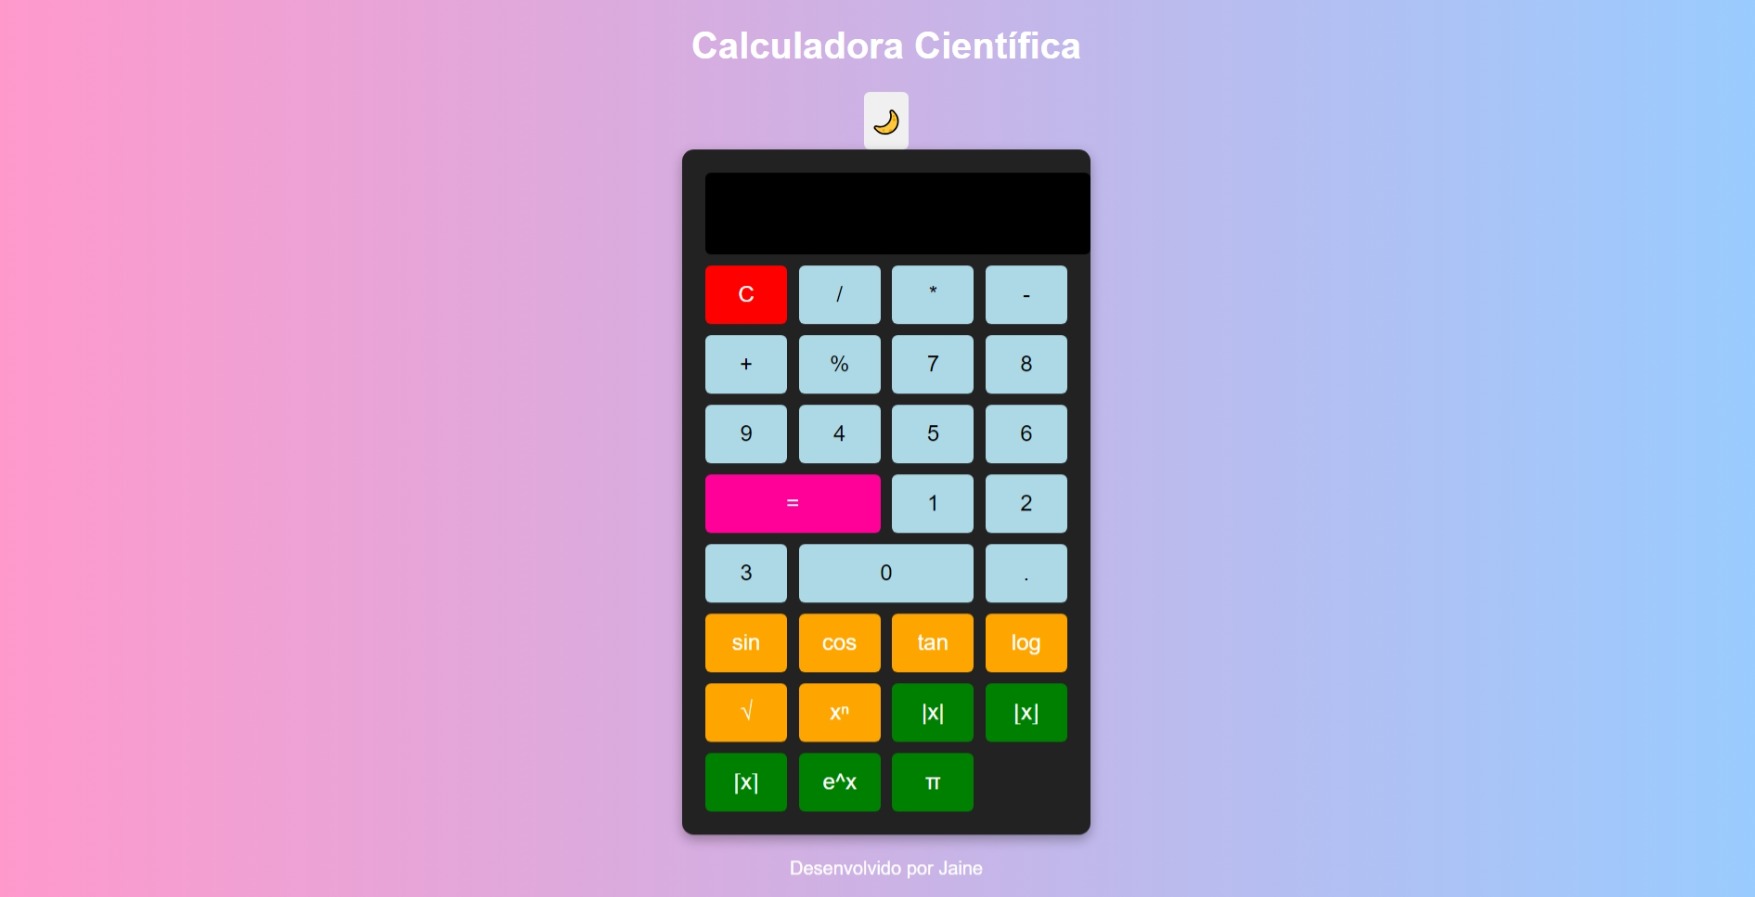 Calculadora Científica
C / * -
+ % 7 8
9 4 5 6
= 1 2
3 0 .
sin cos tan log
√ xⁿ |x| ⌊x⌋
⌈x⌉ e^x π
Desenvolvido por Jaine